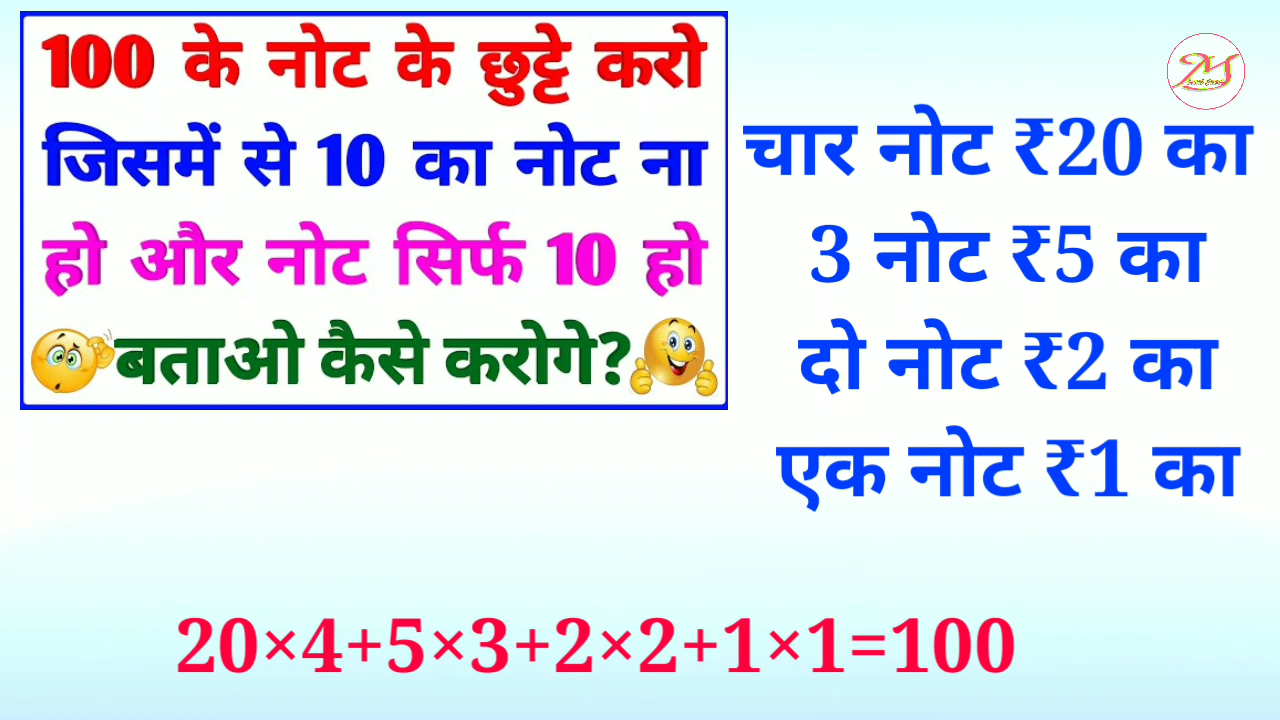 100 के नोट के छुट्टे करो
जिसमें से 10 का नोट ना
हो और नोट सिर्फ 10 हो
बताओ कैसे करोगे?
चार नोट ₹20 का
3 नोट ₹5 का
दो नोट ₹2 का
एक नोट ₹1 का
20×4+5×3+2×2+1×1=100